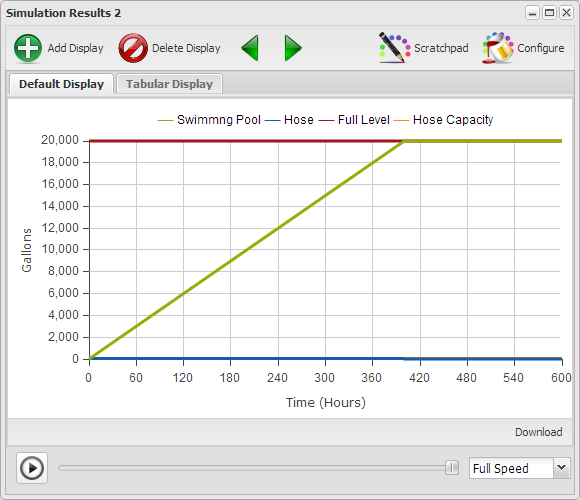 Simulation Results 2
Add Display Delete Display Scratchpad Configure
Default Display Tabular Display
Swimmng Pool Hose Full Level Hose Capacity
20,000
18,000
16,000
14,000
12,000
10,000
8,000
6,000
4,000
2,000
0
Gallons
0 60 120 180 240 300 360 420 480 540 600
Time (Hours)
Download
Full Speed